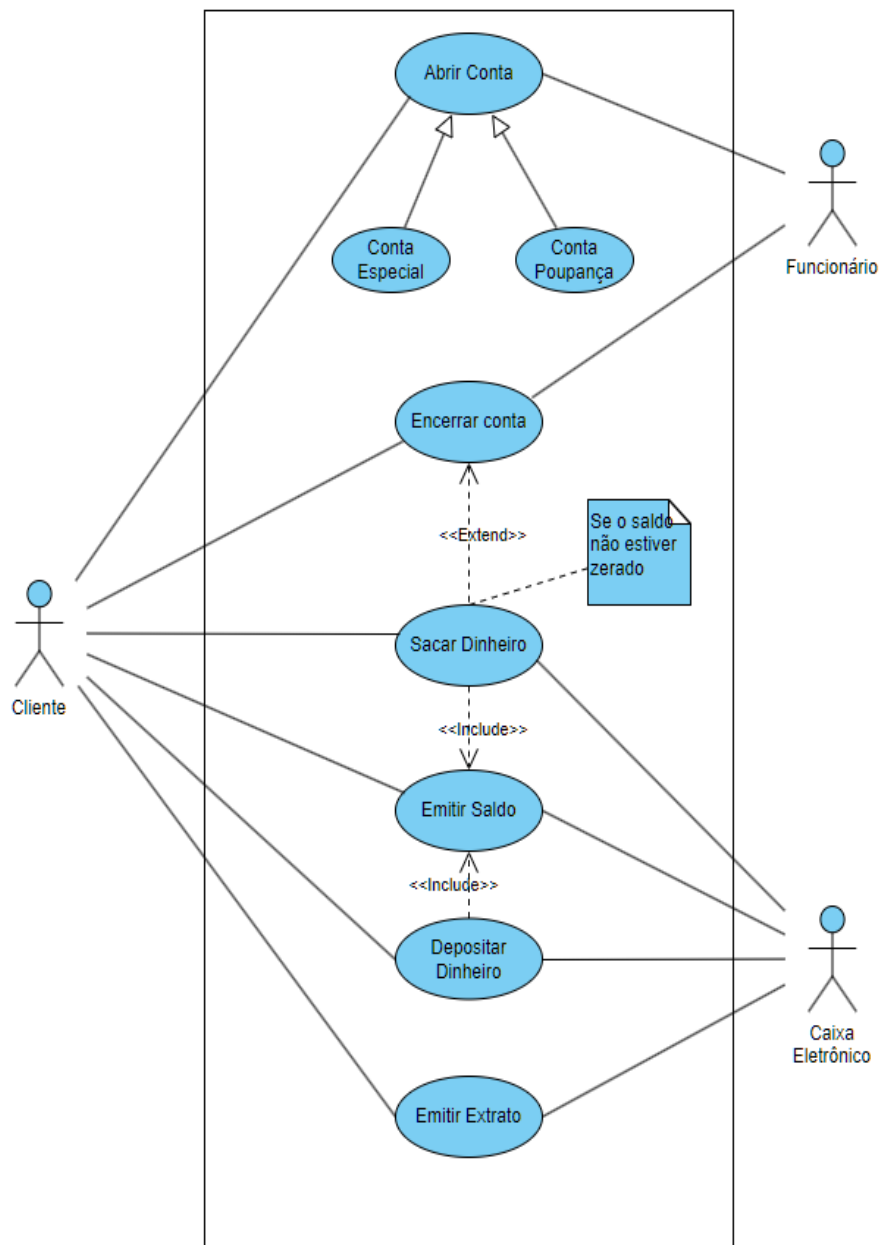 Abrir Conta
Conta
Especial
Conta
Poupança
Funcionário
Encerrar conta
<<Extend>>
Se o saldo
não estiver
zerado
Sacar Dinheiro
Cliente
<<Include>>
Emitir Saldo
<<Include>>
Depositar
Dinheiro
Caixa
Eletrônico
Emitir Extrato